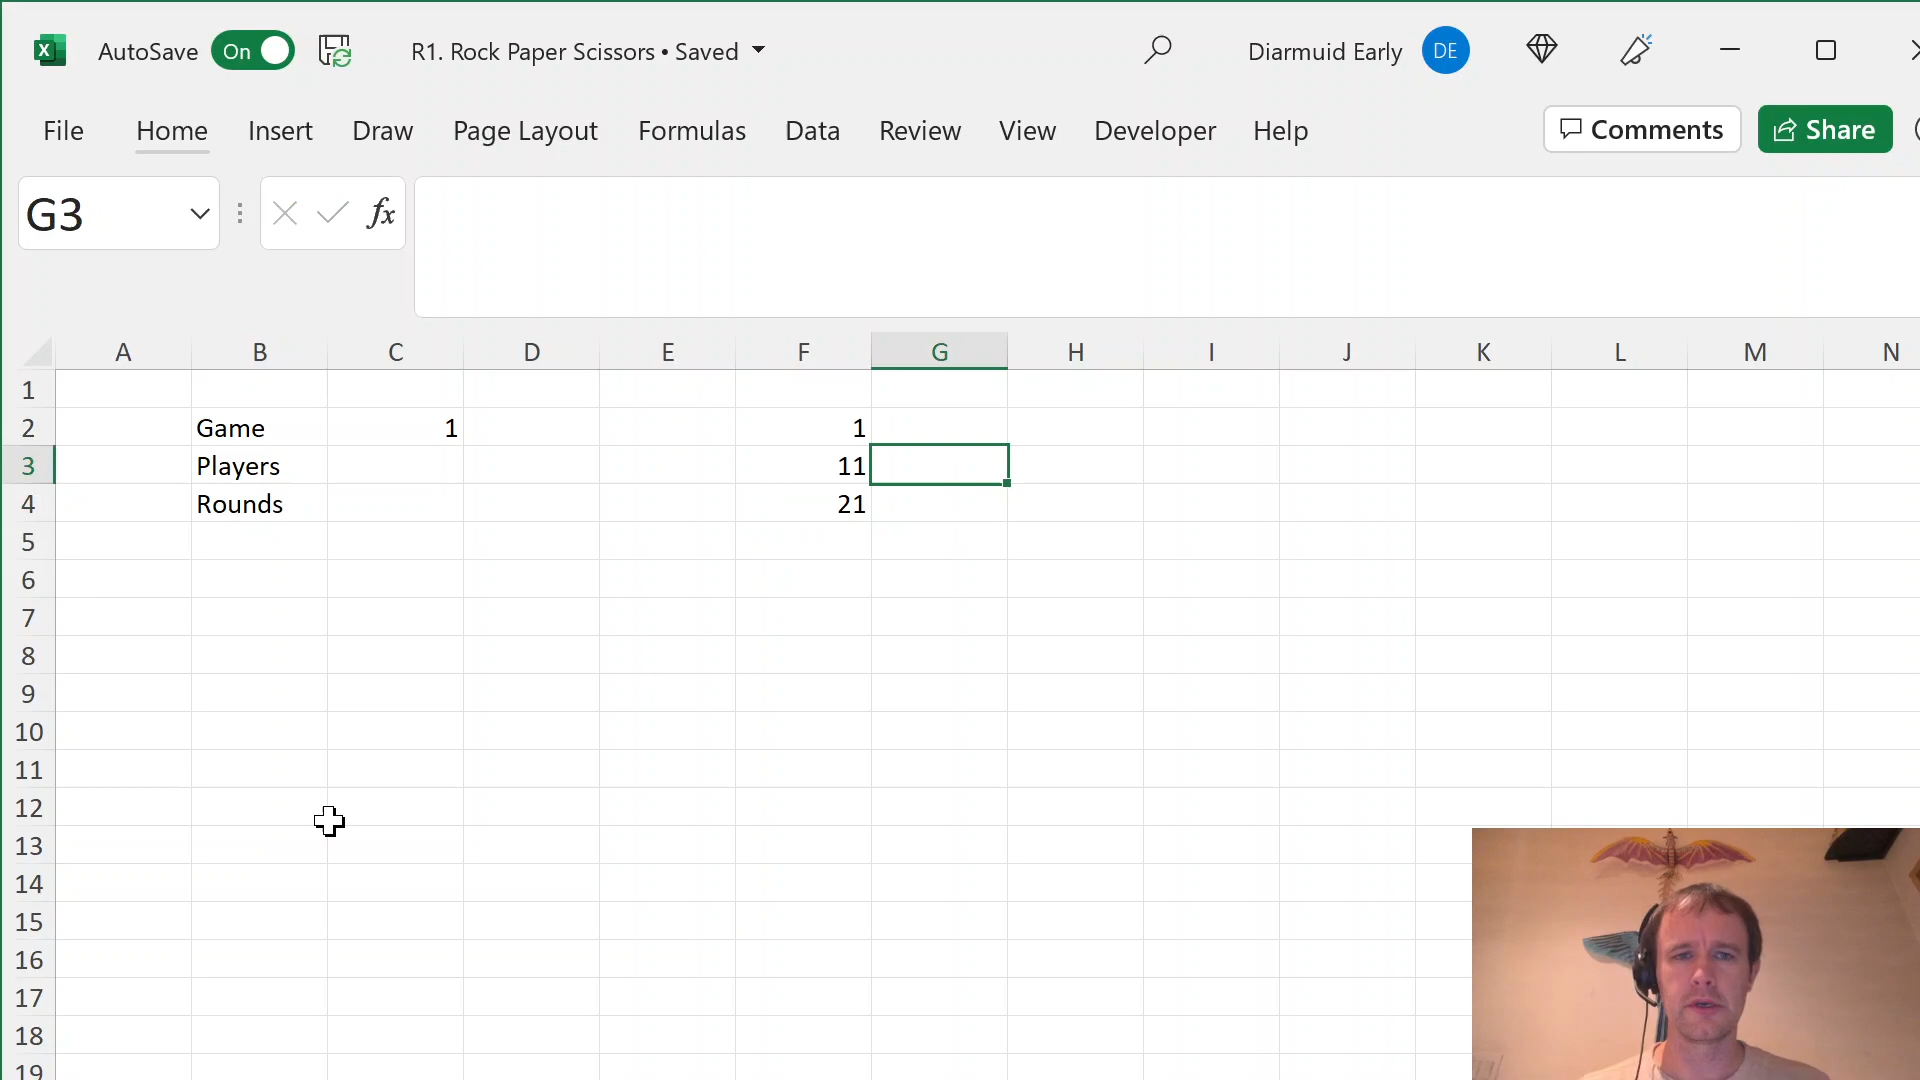 X AutoSave On R1. Rock Paper Scissors • Saved Diarmuid Early DE
File Home Insert Draw Page Layout Formulas Data Review View Developer Help Comments Share
G3 fx
A B C D E F G H I J K L M N
1
2 Game 1 1
3 Players 11
4 Rounds 21
5
6
7
8
9
10
11
12
13
14
15
16
17
18
19